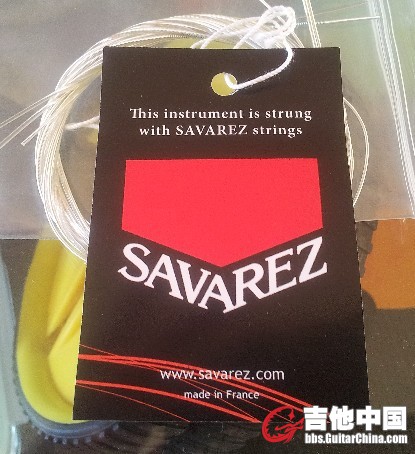 This instrument is strung
with SAVAREZ strings
SAVAREZ
www.savarez.com
made in France
吉他中国
bbs.GuitarChina.com